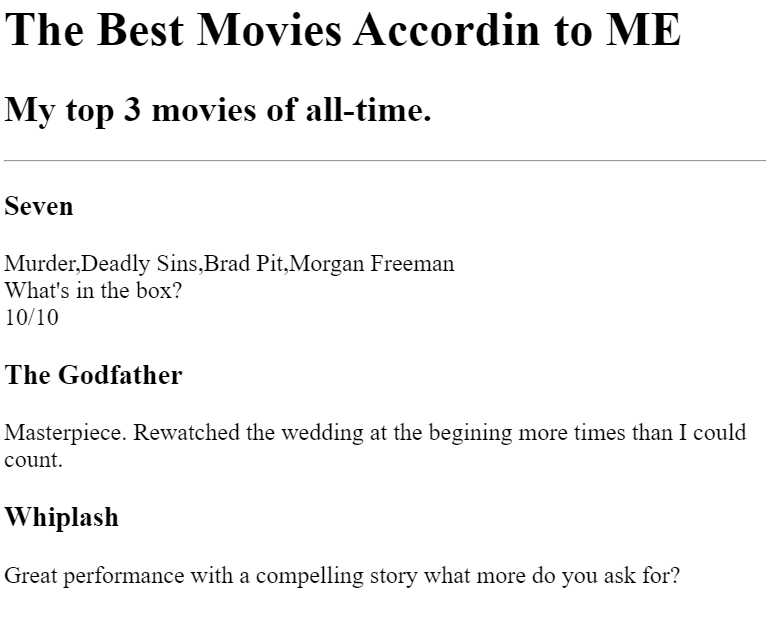 The Best Movies Accordin to ME
My top 3 movies of all-time.
Seven
Murder,Deadly Sins,Brad Pit,Morgan Freeman
What's in the box?
10/10
The Godfather
Masterpiece. Rewatched the wedding at the begining more times than I could
count.
Whiplash
Great performance with a compelling story what more do you ask for?